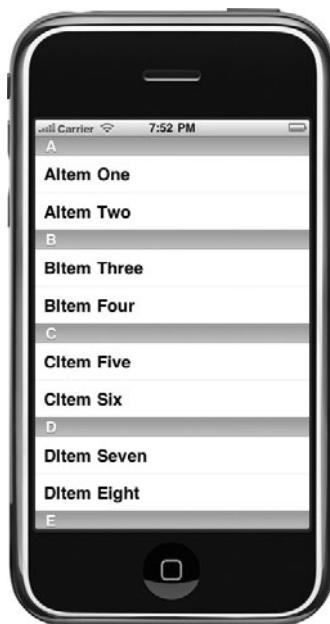 Carrier 7:52 PM
A
AItem One
AItem Two
B
BItem Three
BItem Four
C
CItem Five
CItem Six
D
DItem Seven
DItem Eight
E